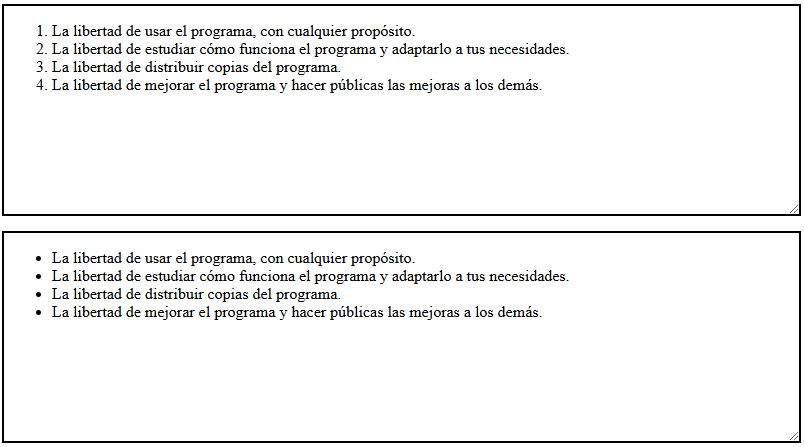 1. La libertad de usar el programa, con cualquier propósito.
2. La libertad de estudiar cómo funciona el programa y adaptarlo a tus necesidades.
3. La libertad de distribuir copias del programa.
4. La libertad de mejorar el programa y hacer públicas las mejoras a los demás.
• La libertad de usar el programa, con cualquier propósito.
• La libertad de estudiar cómo funciona el programa y adaptarlo a tus necesidades.
• La libertad de distribuir copias del programa.
• La libertad de mejorar el programa y hacer públicas las mejoras a los demás.